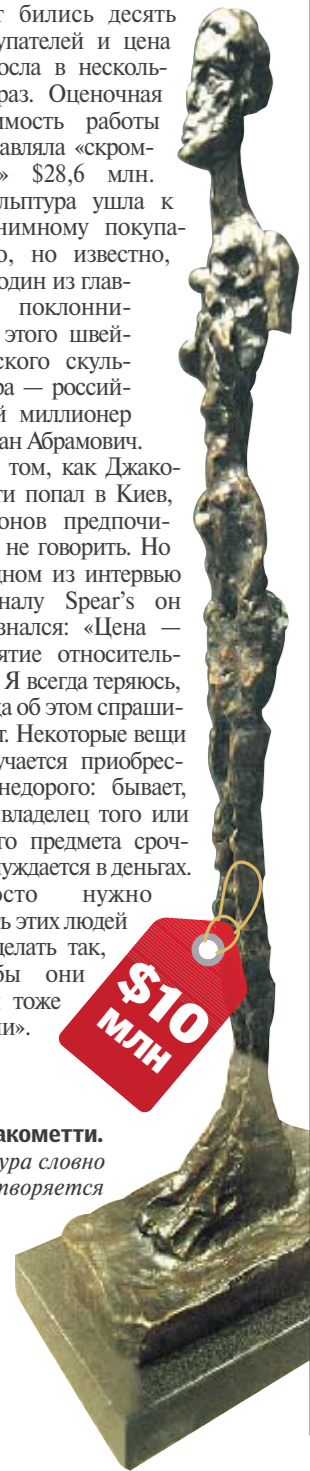 т бились десять
упателей и цена
осла в несколь-
раз. Оценочная
имость работы
авляла «скром-
» $28,6 млн.
льптура ушла к
нимному покупа-
о, но известно,
один из глав-
поклонни-
этого швей-
ского скуль-
ра — россий-
й миллионер
ан Абрамович.
том, как Джако-
ти попал в Киев,
онов предпочи-
не говорить. Но
дном из интервью
налу Spear's он
знался: «Цена —
ятие относитель-
Я всегда теряюсь,
да об этом спраши-
т. Некоторые вещи
учается приобрес-
недорого: бывает,
владелец того или
го предмета сроч-
нуждается в деньгах.
осто нужно
ть этих людей
делать так,
бы они
тоже
ли».
$10
МЛН
акометти.
ура словно
творяется